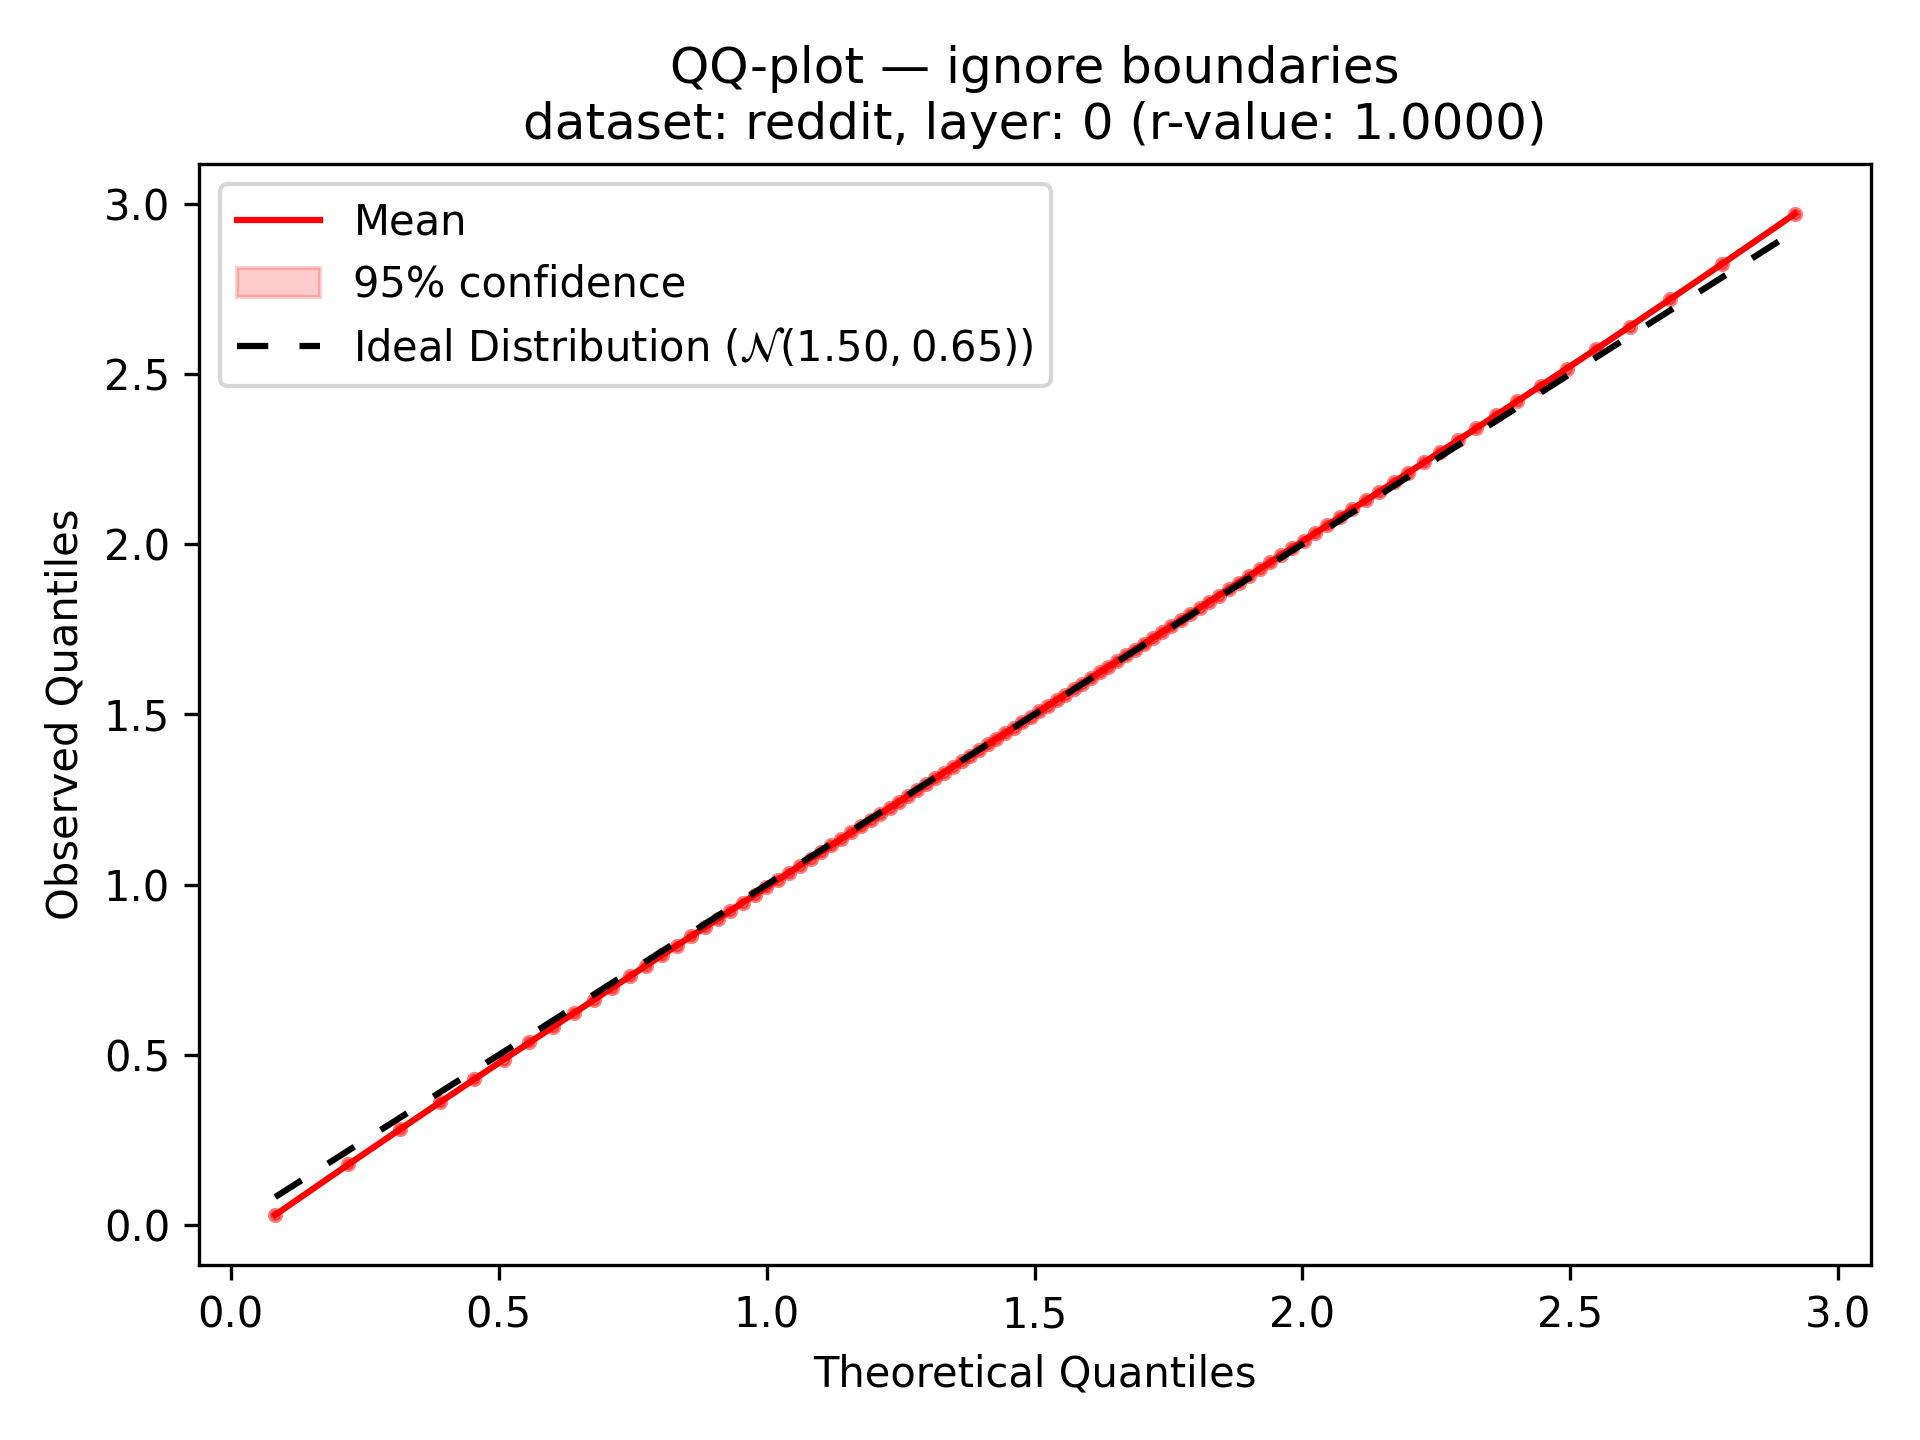 QQ-plot — ignore boundaries
dataset: reddit, layer: 0 (r-value: 1.0000)
Mean
95% confidence
Ideal Distribution (𝒩(1.50, 0.65))
3.0
2.5
2.0
1.5
1.0
0.5
0.0
Observed Quantiles
0.0 0.5 1.0 1.5 2.0 2.5 3.0
Theoretical Quantiles